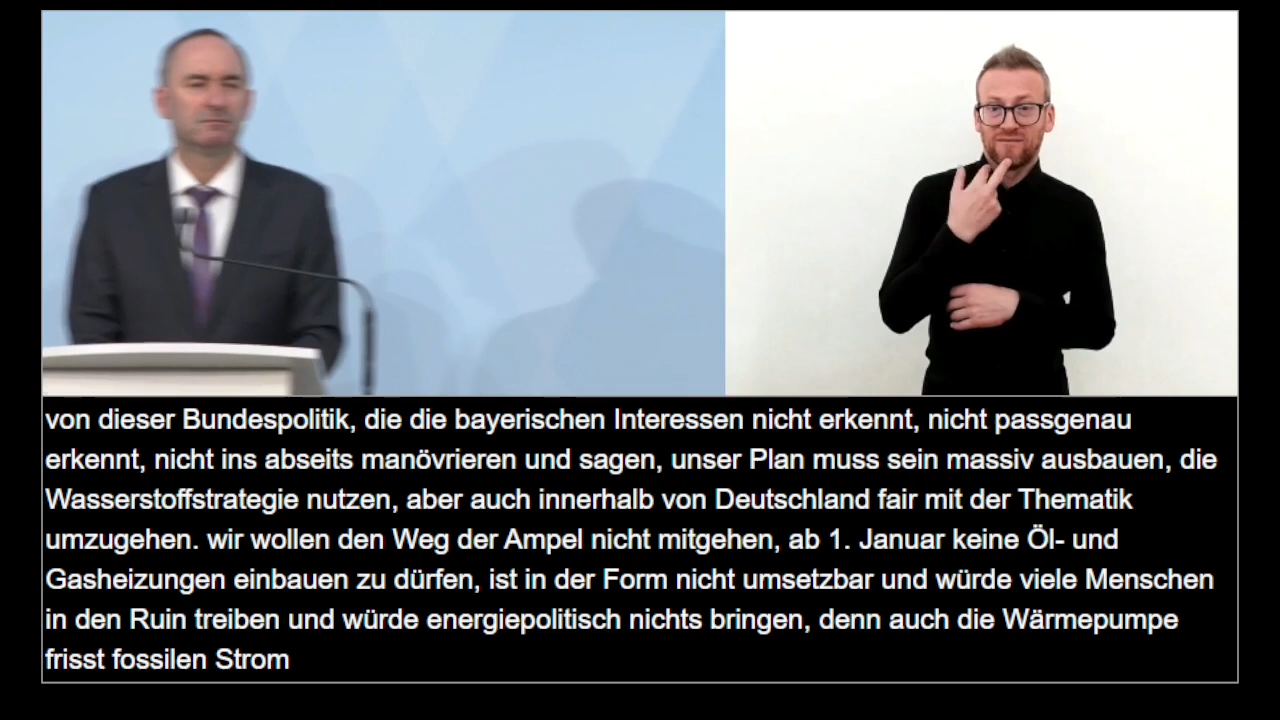 von dieser Bundespolitik, die die bayerischen Interessen nicht erkennt, nicht passgenau
erkennt, nicht ins abseits manövrieren und sagen, unser Plan muss sein massiv ausbauen, die
Wasserstoffstrategie nutzen, aber auch innerhalb von Deutschland fair mit der Thematik
umzugehen. wir wollen den Weg der Ampel nicht mitgehen, ab 1. Januar keine Öl- und
Gasheizungen einbauen zu dürfen, ist in der Form nicht umsetzbar und würde viele Menschen
in den Ruin treiben und würde energiepolitisch nichts bringen, denn auch die Wärmepumpe
frisst fossilen Strom